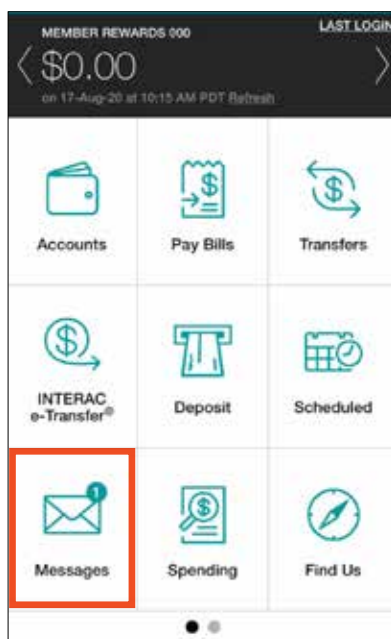 MEMBER REWARDS 000
LAST LOGIN
$0.00
on 17-Aug-20 at 10:15 AM PDT Refresh
Accounts
Pay Bills
Transfers
INTERAC
e-Transfer®
Deposit
Scheduled
1
Messages
Spending
Find Us